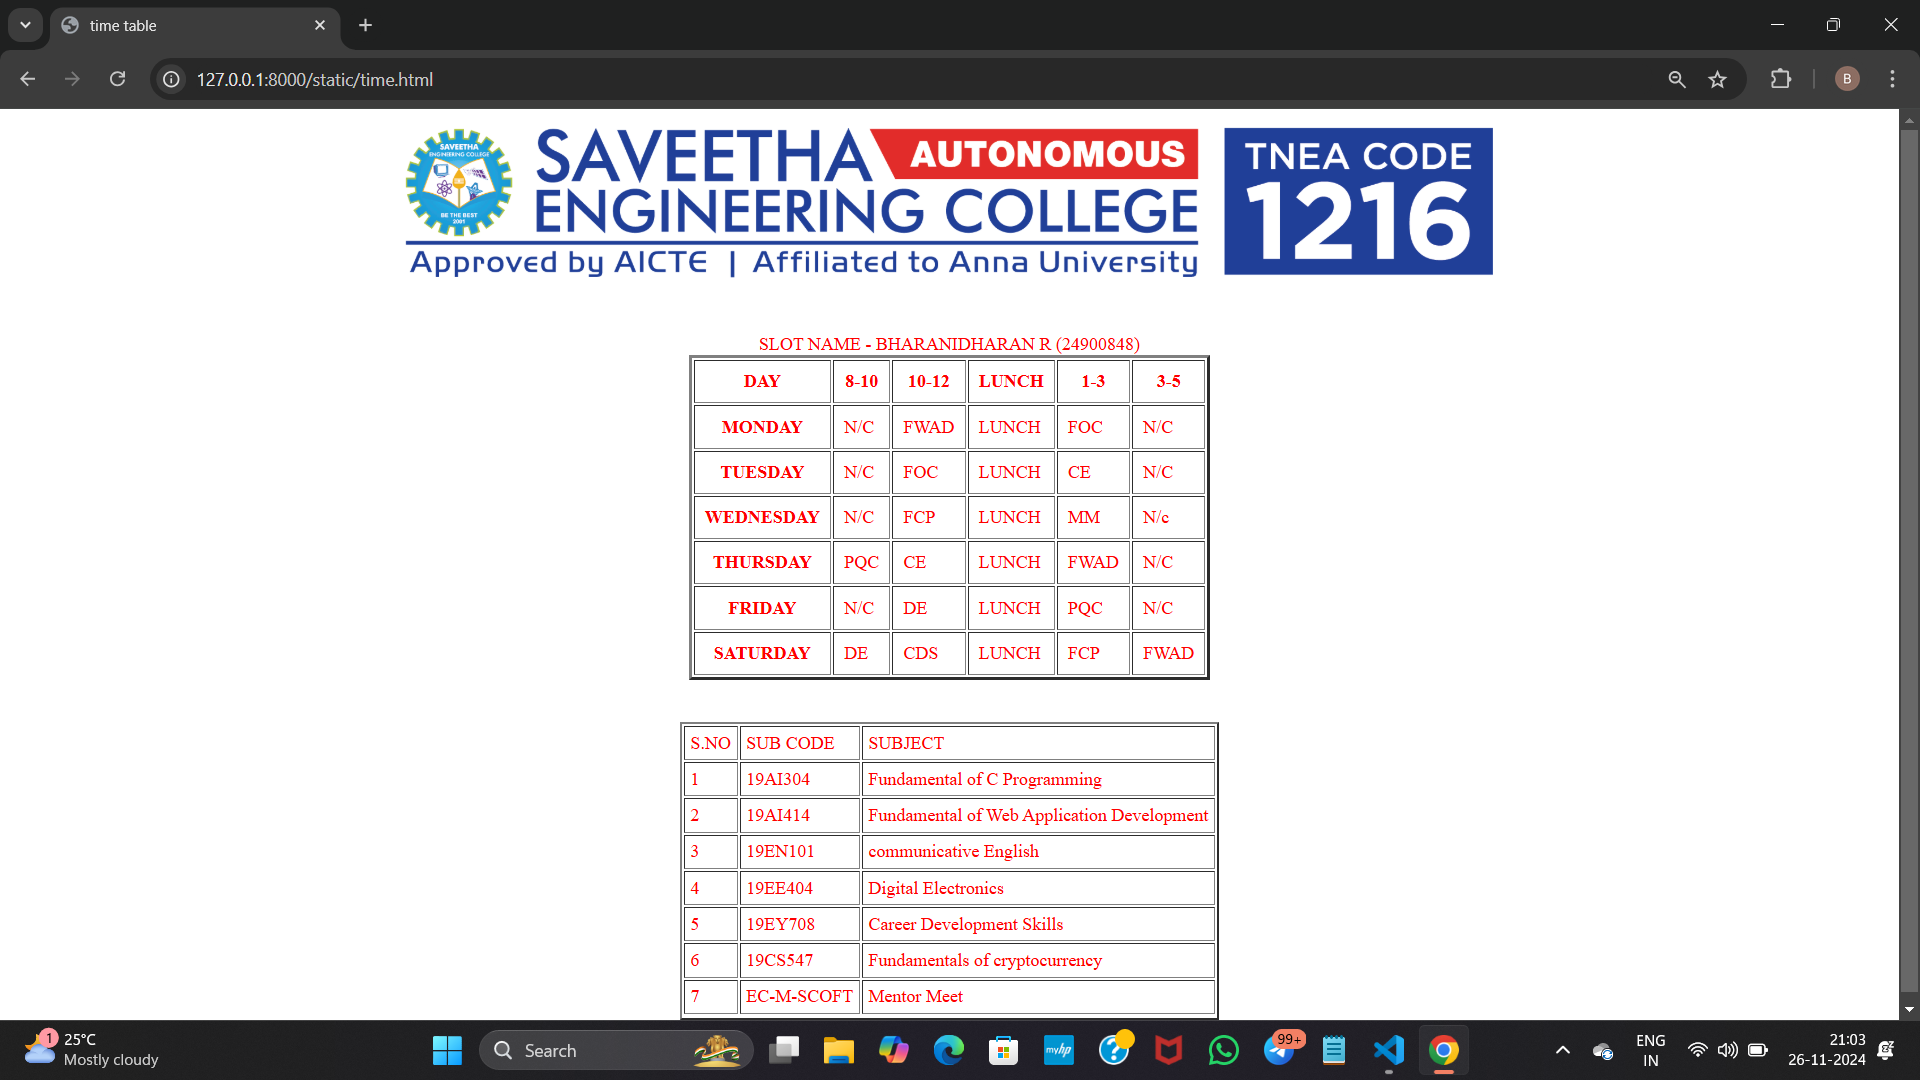 time table
127.0.0.1:8000/static/time.html
B
SAVEETHA
ENGINEERING COLLEGE
BE THE BEST
2001
SAVEETHA AUTONOMOUS
ENGINEERING COLLEGE
Approved by AICTE | Affiliated to Anna University
TNEA CODE
1216
SLOT NAME - BHARANIDHARAN R (24900848)
DAY 8-10 10-12 LUNCH 1-3 3-5
MONDAY N/C FWAD LUNCH FOC N/C
TUESDAY N/C FOC LUNCH CE N/C
WEDNESDAY N/C FCP LUNCH MM N/c
THURSDAY PQC CE LUNCH FWAD N/C
FRIDAY N/C DE LUNCH PQC N/C
SATURDAY DE CDS LUNCH FCP FWAD
S.NO SUB CODE SUBJECT
1 19AI304 Fundamental of C Programming
2 19AI414 Fundamental of Web Application Development
3 19EN101 communicative English
4 19EE404 Digital Electronics
5 19EY708 Career Development Skills
6 19CS547 Fundamentals of cryptocurrency
7 EC-M-SCOFT Mentor Meet
1
25°C
Mostly cloudy
Search
myhp
99+
ENG
IN
21:03
26-11-2024